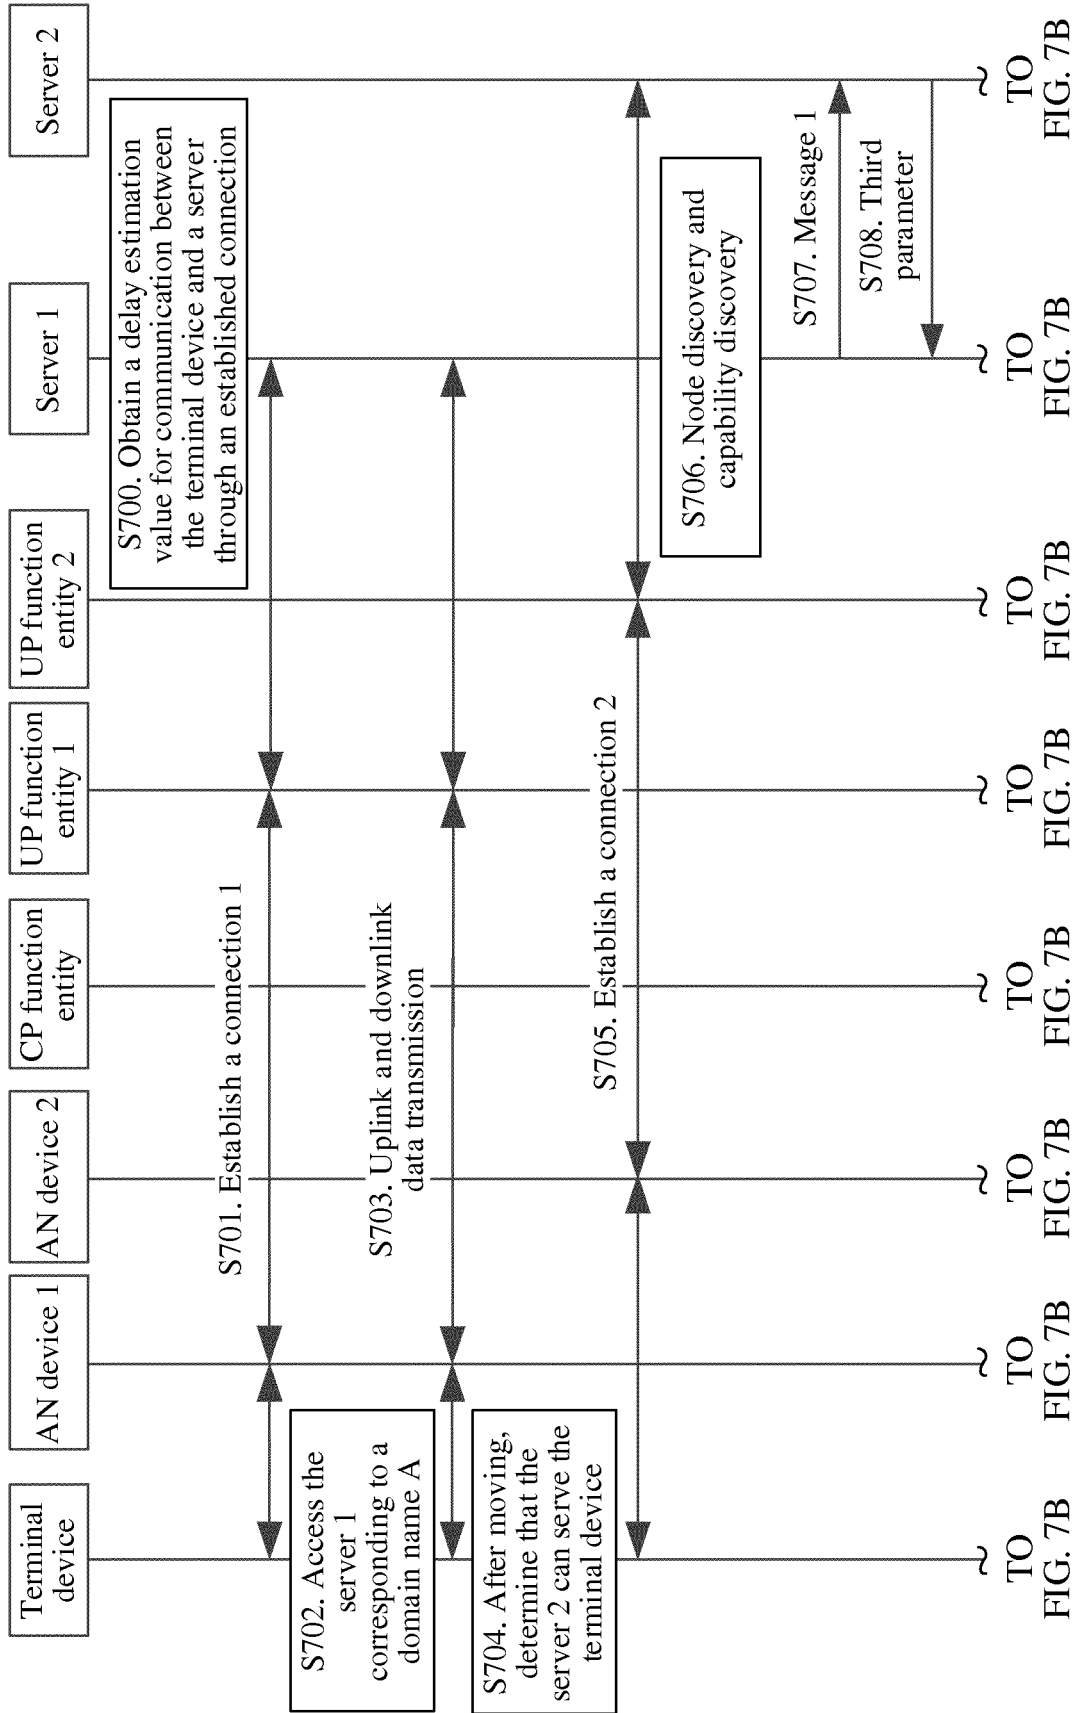 Terminal
device
AN device 1
AN device 2
CP function
entity
UP function
entity 1
UP function
entity 2
Server 1
Server 2
S700. Obtain a delay estimation
value for communication between
the terminal device and a server
through an established connection
S701. Establish a connection 1
S702. Access the
server 1
corresponding to a
domain name A
S703. Uplink and downlink
data transmission
S704. After moving,
determine that the
server 2 can serve the
terminal device
S705. Establish a connection 2
S706. Node discovery and
capability discovery
S707. Message 1
S708. Third
parameter
TO
FIG. 7B
TO
FIG. 7B
TO
FIG. 7B
TO
FIG. 7B
TO
FIG. 7B
TO
FIG. 7B
TO
FIG. 7B
TO
FIG. 7B